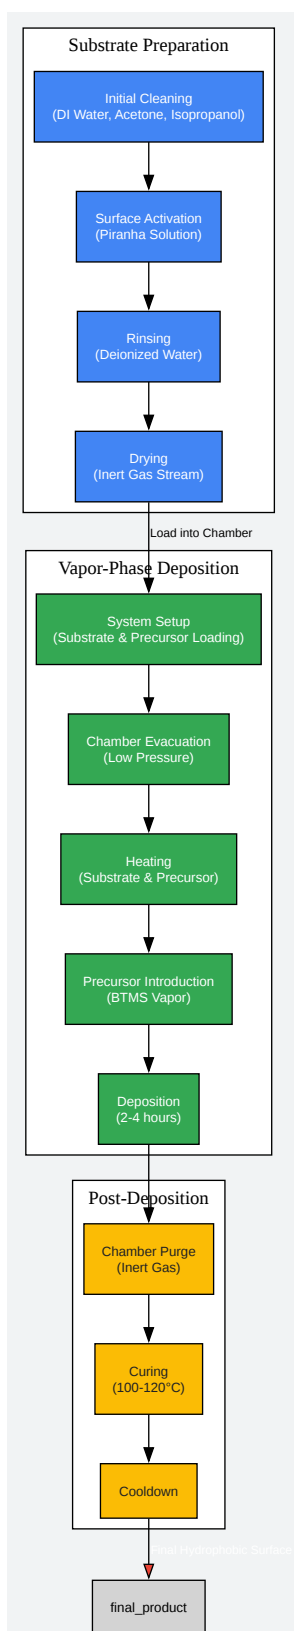 Substrate Preparation
Initial Cleaning
(DI Water, Acetone, Isopropanol)
Surface Activation
(Piranha Solution)
Rinsing
(Deionized Water)
Drying
(Inert Gas Stream)
Load into Chamber
Vapor-Phase Deposition
System Setup
(Substrate & Precursor Loading)
Chamber Evacuation
(Low Pressure)
Heating
(Substrate & Precursor)
Precursor Introduction
(BTMS Vapor)
Deposition
(2-4 hours)
Post-Deposition
Chamber Purge
(Inert Gas)
Curing
(100-120°C)
Cooldown
Final Hydrophobic Surface
final_product